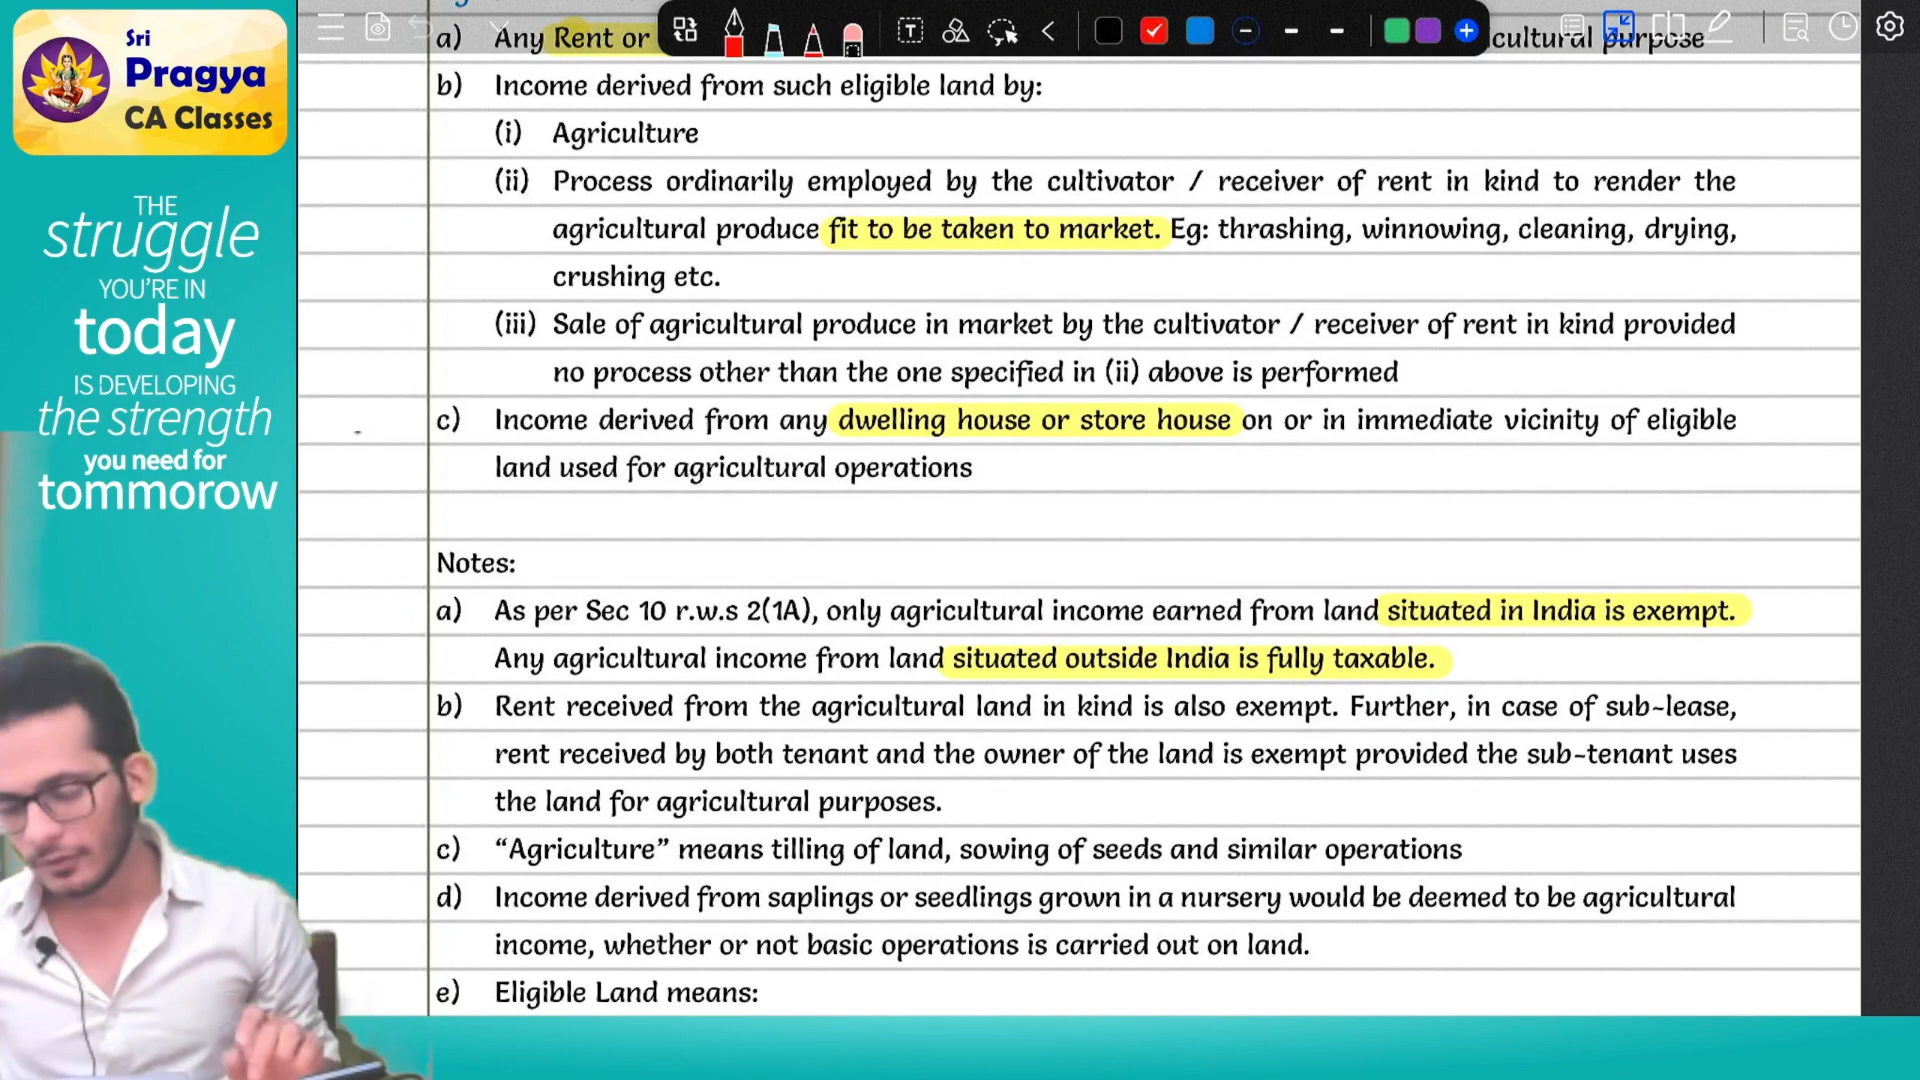 Sri
Pragya
CA Classes
THE
struggle
YOU'RE IN
today
IS DEVELOPING
the strength
you need for
tommorow
a) Any Rent or
icultural purpose
b) Income derived from such eligible land by:
(i) Agriculture
(ii) Process ordinarily employed by the cultivator / receiver of rent in kind to render the
agricultural produce fit to be taken to market. Eg: thrashing, winnowing, cleaning, drying,
crushing etc.
(iii) Sale of agricultural produce in market by the cultivator / receiver of rent in kind provided
no process other than the one specified in (ii) above is performed
c) Income derived from any dwelling house or store house on or in immediate vicinity of eligible
land used for agricultural operations
Notes:
a) As per Sec 10 r.w.s 2(1A), only agricultural income earned from land situated in India is exempt.
Any agricultural income from land situated outside India is fully taxable.
b) Rent received from the agricultural land in kind is also exempt. Further, in case of sub-lease,
rent received by both tenant and the owner of the land is exempt provided the sub-tenant uses
the land for agricultural purposes.
c) “Agriculture” means tilling of land, sowing of seeds and similar operations
d) Income derived from saplings or seedlings grown in a nursery would be deemed to be agricultural
income, whether or not basic operations is carried out on land.
e) Eligible Land means: